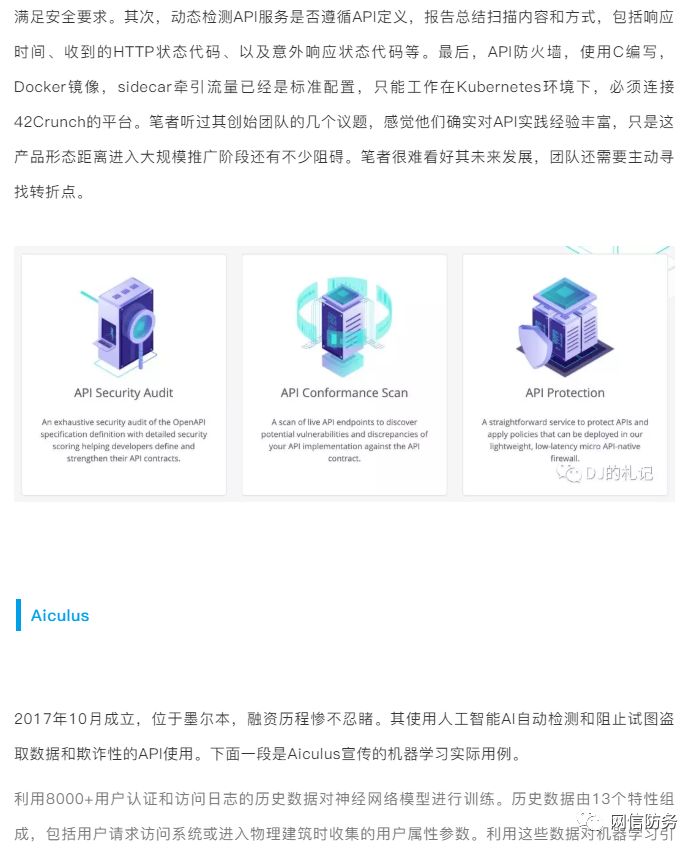 满足安全要求。其次，动态检测API服务是否遵循API定义，报告总结扫描内容和方式，包括响应
时间、收到的HTTP状态代码、以及意外响应状态代码等。最后，API防火墙，使用C编写，
Docker镜像，sidecar牵引流量已经是标准配置，只能工作在Kubernetes环境下，必须连接
42Crunch的平台。笔者听过其创始团队的几个议题，感觉他们确实对API实践经验丰富，只是这
产品形态距离进入大规模推广阶段还有不少阻碍。笔者很难看好其未来发展，团队还需要主动寻
找转折点。
API Security Audit
An exhaustive security audit of the OpenAPI
specification definition with detailed security
scoring helping developers define and
strengthen their API contracts.
API Conformance Scan
A scan of live API endpoints to discover
potential vulnerabilities and discrepancies of
your API implementation against the API
contract.
API Protection
A straightforward service to protect APIs and
apply policies that can be deployed in our
lightweight, low-latency micro API-native
firewall.
DJ的札记
Aiculus
2017年10月成立，位于墨尔本，融资历程惨不忍睹。其使用人工智能AI自动检测和阻止试图盗
取数据和欺诈性的API使用。下面一段是Aiculus宣传的机器学习实际用例。
利用8000+用户认证和访问日志的历史数据对神经网络模型进行训练。历史数据由13个特性组
成，包括用户请求访问系统或进入物理建筑时收集的用户属性参数。利用这些数据对机器学习引
网信防务